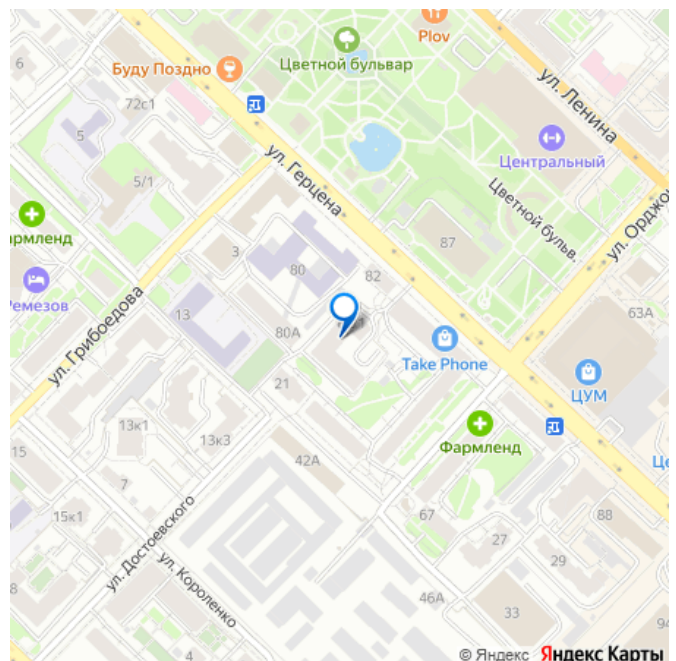 Plov
6
Буду Поздно
Цветной бульвар
72с1
ул. Ленина
5
Центральный
5/1
ул. Герцена
Цветной бульв.
армленд
87
ул. Орджо
3
80
82
Ремезов
63А
13
80А
ул. Грибоедова
Take Phone
ЦУМ
21
13к1
13к3
Фармленд
15
42А
Це
7
15к1
67
88
27
ул. Достоевского
29
ул. Короленко
8
46А
33
94
4
© Яндекс Яндекс Карты